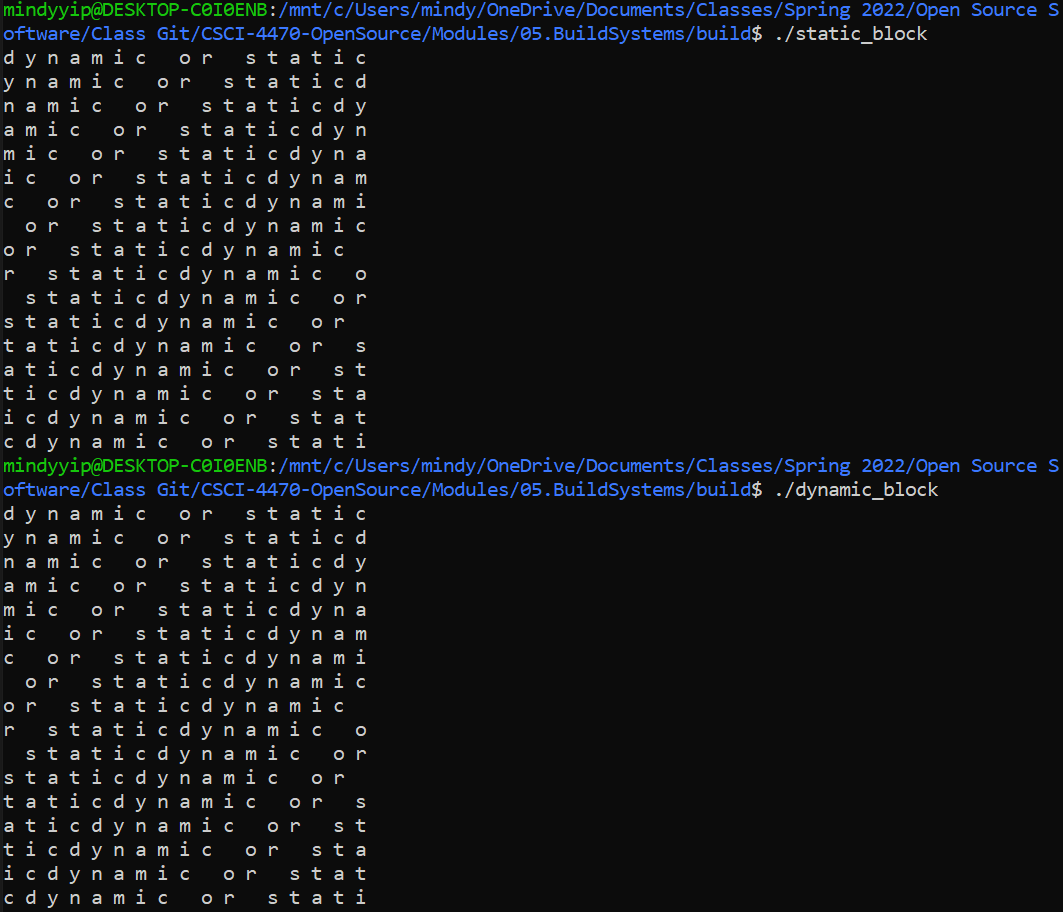 mindyyip@DESKTOP-C0I0ENB:/mnt/c/Users/mindy/OneDrive/Documents/Classes/Spring 2022/Open Source S
oftware/Class Git/CSCI-4470-OpenSource/Modules/05.BuildSystems/build$ ./static_block
d y n a m i c   o r   s t a t i c
y n a m i c   o r   s t a t i c d
n a m i c   o r   s t a t i c d y
a m i c   o r   s t a t i c d y n
m i c   o r   s t a t i c d y n a
i c   o r   s t a t i c d y n a m
c   o r   s t a t i c d y n a m i
  o r   s t a t i c d y n a m i c
o r   s t a t i c d y n a m i c
r   s t a t i c d y n a m i c   o
  s t a t i c d y n a m i c   o r
s t a t i c d y n a m i c   o r
t a t i c d y n a m i c   o r   s
a t i c d y n a m i c   o r   s t
t i c d y n a m i c   o r   s t a
i c d y n a m i c   o r   s t a t
c d y n a m i c   o r   s t a t i
mindyyip@DESKTOP-C0I0ENB:/mnt/c/Users/mindy/OneDrive/Documents/Classes/Spring 2022/Open Source S
oftware/Class Git/CSCI-4470-OpenSource/Modules/05.BuildSystems/build$ ./dynamic_block
d y n a m i c   o r   s t a t i c
y n a m i c   o r   s t a t i c d
n a m i c   o r   s t a t i c d y
a m i c   o r   s t a t i c d y n
m i c   o r   s t a t i c d y n a
i c   o r   s t a t i c d y n a m
c   o r   s t a t i c d y n a m i
  o r   s t a t i c d y n a m i c
o r   s t a t i c d y n a m i c
r   s t a t i c d y n a m i c   o
  s t a t i c d y n a m i c   o r
s t a t i c d y n a m i c   o r
t a t i c d y n a m i c   o r   s
a t i c d y n a m i c   o r   s t
t i c d y n a m i c   o r   s t a
i c d y n a m i c   o r   s t a t
c d y n a m i c   o r   s t a t i